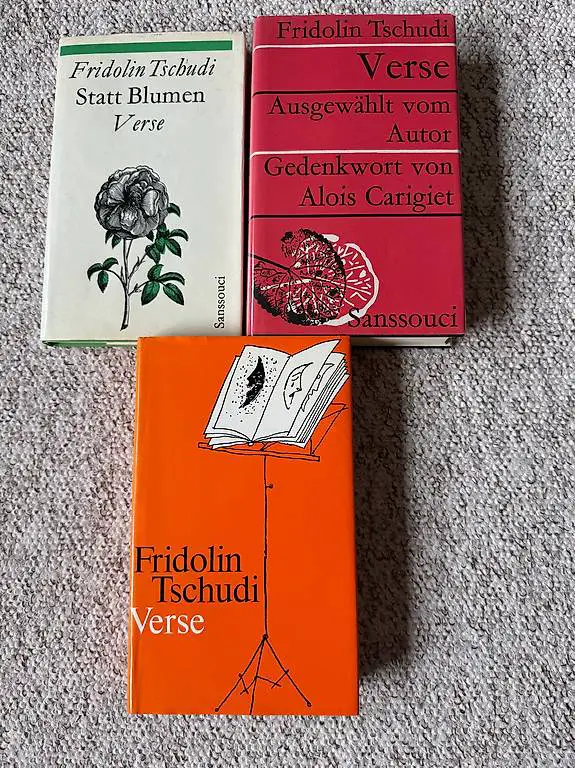 Fridolin Tschudi
Statt Blumen
Verse
Sanssouci
Fridolin Tschudi
Verse
Ausgewählt vom
Autor
Gedenkwort von
Alois Carigiet
Sanssouci
Fridolin
Tschudi
Verse